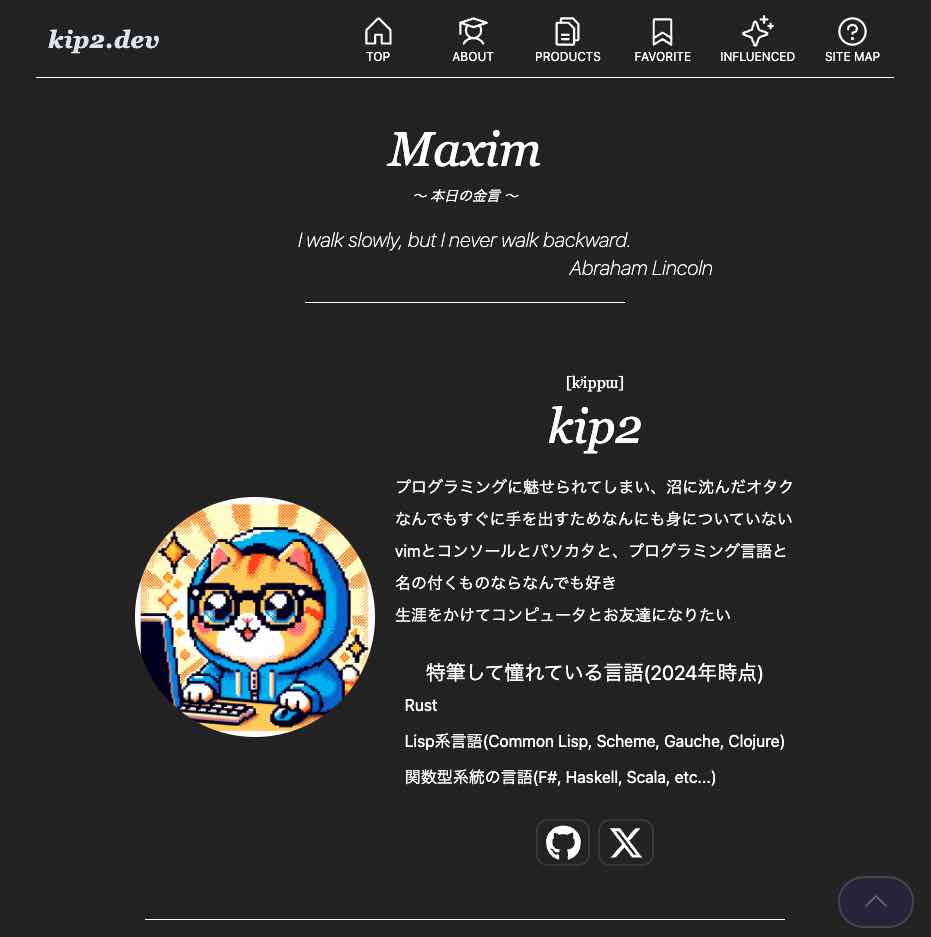 kip2.dev
TOP
ABOUT
PRODUCTS
FAVORITE
INFLUENCED
SITE MAP
Maxim
〜 本日の金言 〜
I walk slowly, but I never walk backward.
Abraham Lincoln
[kʲippɯ]
kip2
プログラミングに魅せられてしまい、沼に沈んだオタク
なんでもすぐに手を出すためなんにも身についていない
vimとコンソールとパソカタと、プログラミング言語と
名の付くものならなんでも好き
生涯をかけてコンピュータとお友達になりたい
特筆して憧れている言語(2024年時点)
Rust
Lisp系言語(Common Lisp, Scheme, Gauche, Clojure)
関数型系統の言語(F#, Haskell, Scala, etc...)